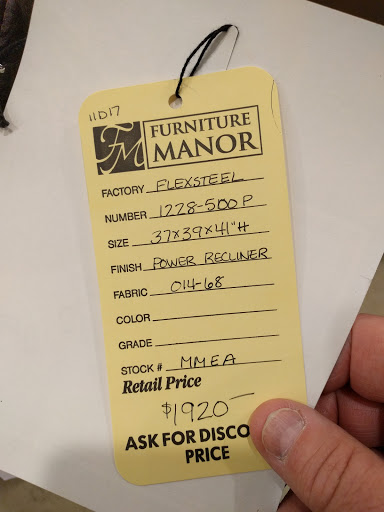 11D17
FM FURNITURE
MANOR
FACTORY FLEXSTEEL
NUMBER 1228-500P
SIZE 37x39x41"H
FINISH POWER RECLINER
FABRIC 014-68
COLOR
GRADE
STOCK # MMEA
Retail Price
$1920—
ASK FOR DISCO
PRICE